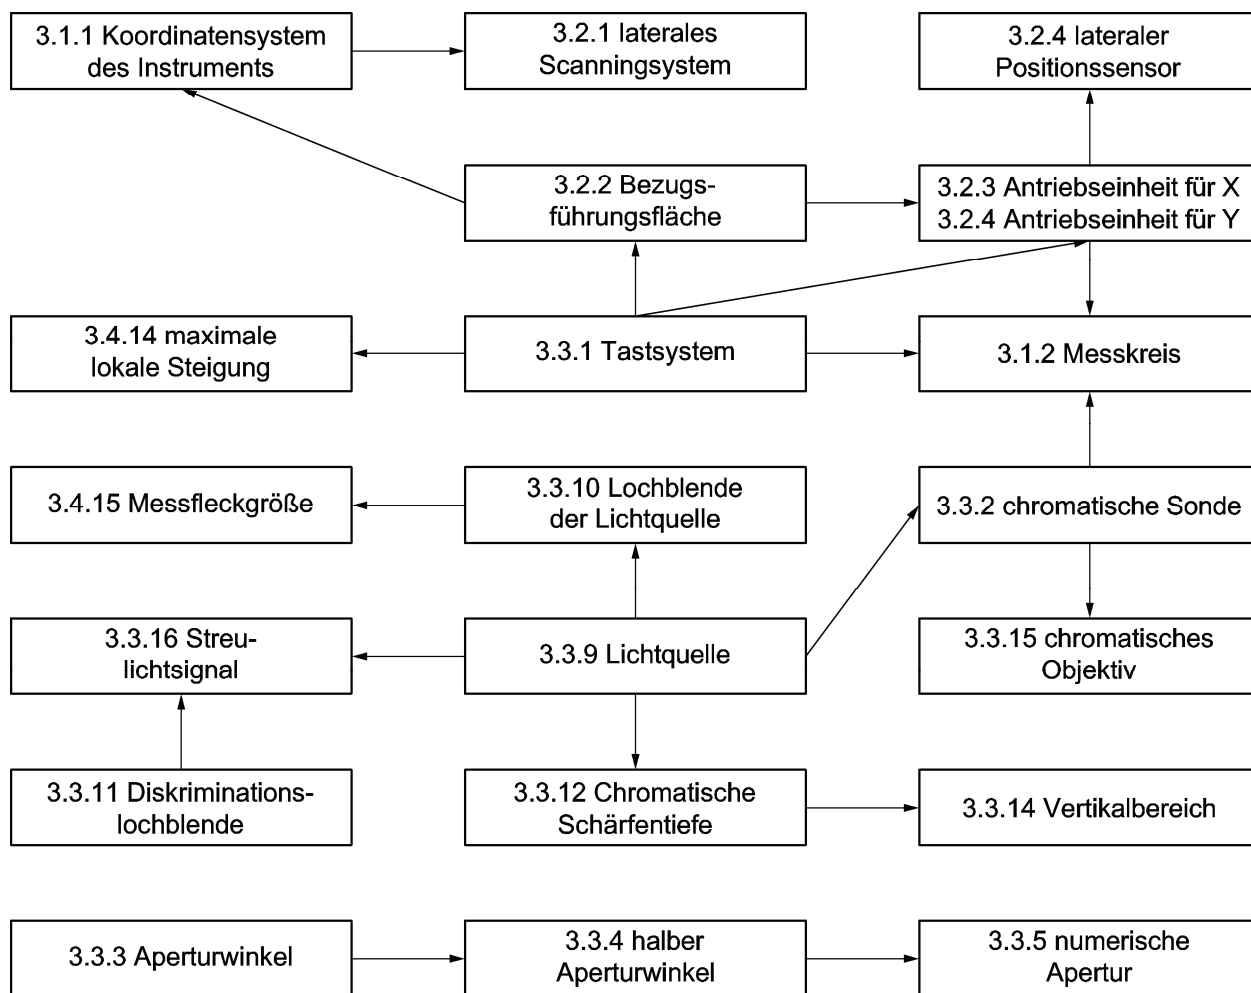 3.1.1 Koordinatensystem
des Instruments
3.2.1 laterales
Scanningsystem
3.2.4 lateraler
Positionssensor
3.2.2 Bezugs-
führungsfläche
3.2.3 Antriebseinheit für X
3.2.4 Antriebseinheit für Y
3.4.14 maximale
lokale Steigung
3.3.1 Tastsystem
3.1.2 Messkreis
3.4.15 Messfleckgröße
3.3.10 Lochblende
der Lichtquelle
3.3.2 chromatische Sonde
3.3.16 Streu-
lichtsignal
3.3.9 Lichtquelle
3.3.15 chromatisches
Objektiv
3.3.11 Diskriminations-
lochblende
3.3.12 Chromatische
Schärfentiefe
3.3.14 Vertikalbereich
3.3.3 Aperturwinkel
3.3.4 halber
Aperturwinkel
3.3.5 numerische
Apertur